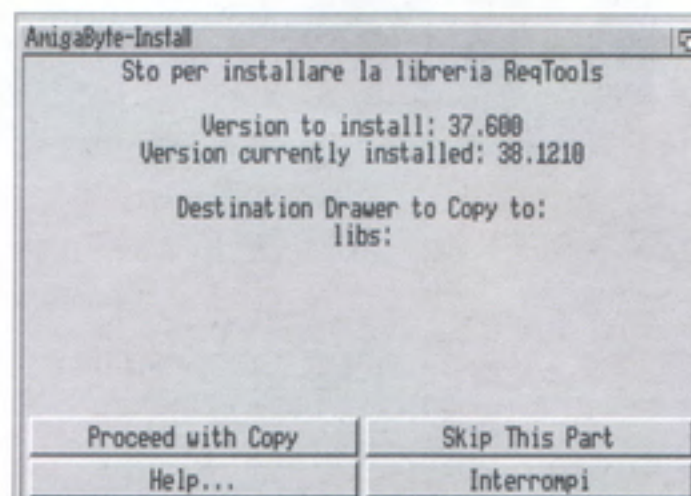 AmigaByte-Install
Sto per installare la libreria ReqTools
Version to install: 37.600
Version currently installed: 38.1210
Destination Drawer to Copy to:
libs:
Proceed with Copy
Skip This Part
Help...
Interrompi